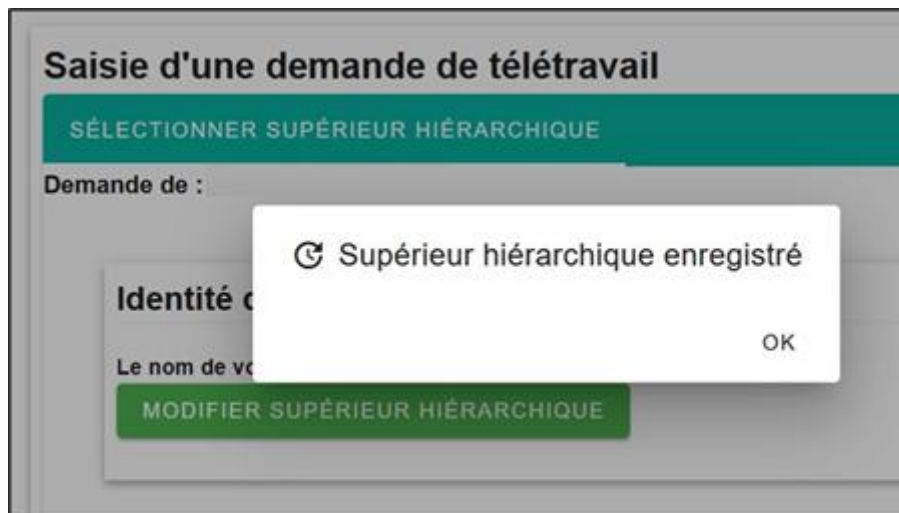 Saisie d'une demande de télétravail
SÉLECTIONNER SUPÉRIEUR HIÉRARCHIQUE
Demande de :
Supérieur hiérarchique enregistré
Identité
OK
Le nom de
MODIFIER SUPÉRIEUR HIÉRARCHIQUE